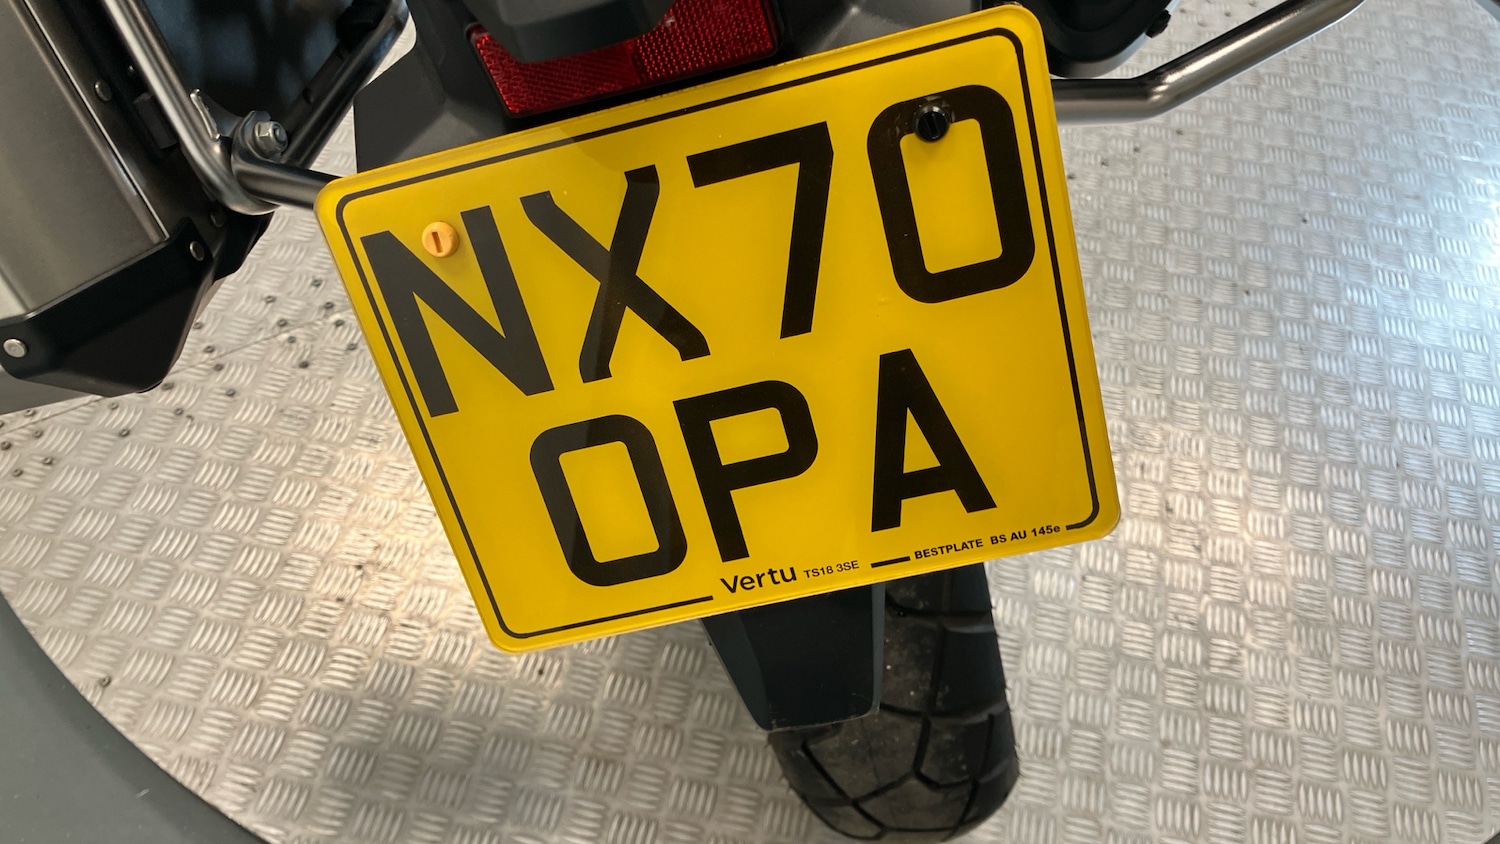 NX70
OPA
Vertu TS18 3SE BESTPLATE BS AU 145e